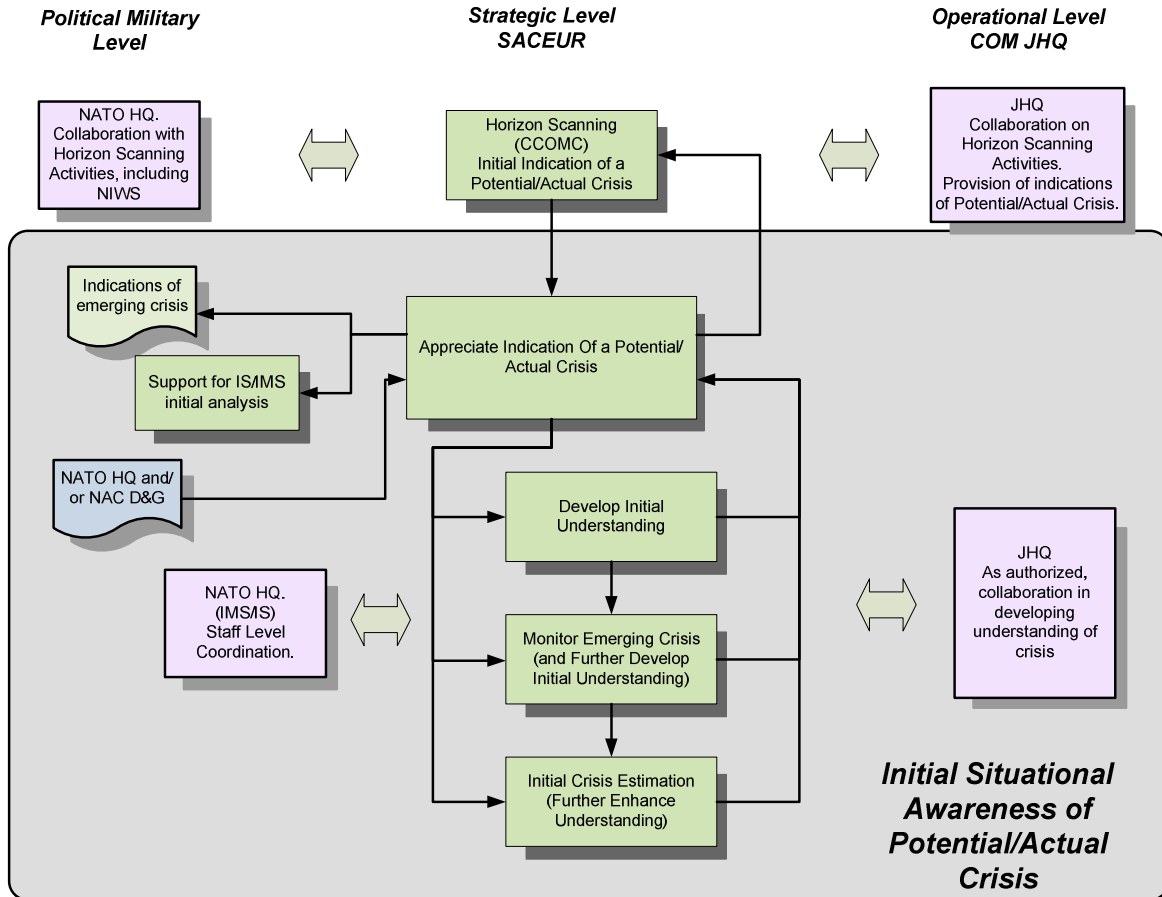 Political Military
Level
Strategic Level
SACEUR
Operational Level
COM JHQ
NATO HQ.
Collaboration with
Horizon Scanning
Activities, including
NIWS
Horizon Scanning
(CCOMC)
Initial Indication of a
Potential/Actual Crisis
JHQ
Collaboration on
Horizon Scanning
Activities.
Provision of indications
of Potential/Actual Crisis.
Indications of
emerging crisis
Appreciate Indication Of a Potential/
Actual Crisis
Support for IS/IMS
initial analysis
NATO HQ and/
or NAC D&G
Develop Initial
Understanding
NATO HQ.
(IMS/IS)
Staff Level
Coordination.
Monitor Emerging Crisis
(and Further Develop
Initial Understanding)
JHQ
As authorized,
collaboration in
developing
understanding of
crisis
Initial Crisis Estimation
(Further Enhance
Understanding)
Initial Situational
Awareness of
Potential/Actual
Crisis